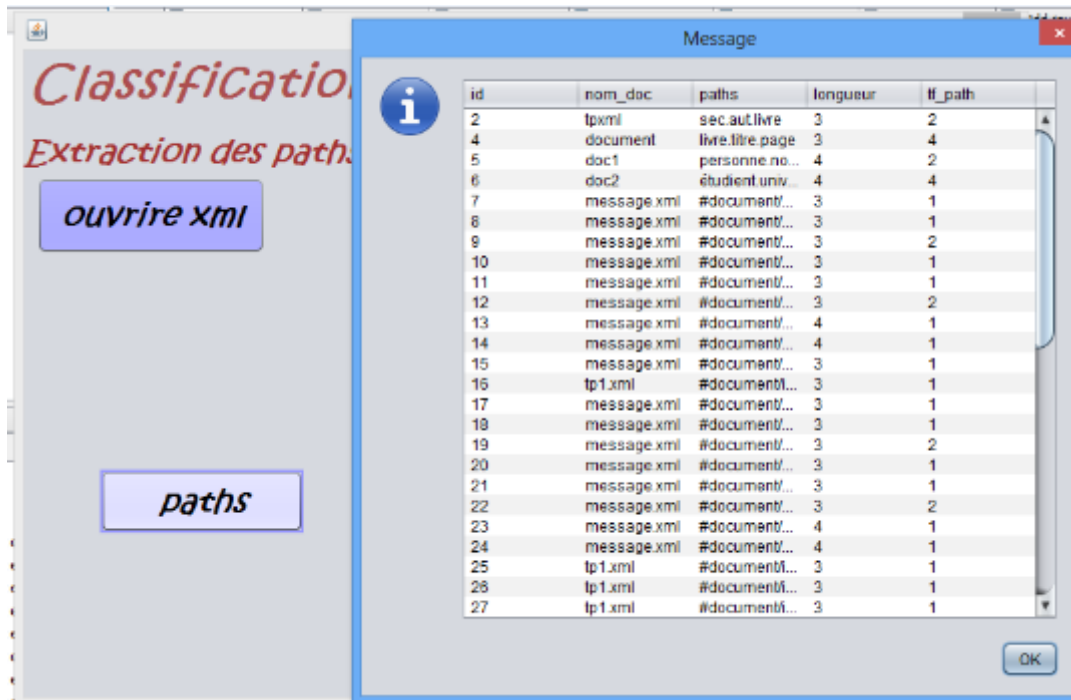 Message
Classificatio
Extraction des paths
ouvrire xml
paths
id nom_doc paths longueur tf_path
2 tpxml sec.aut.livre 3 2
4 document livre.titre.page 3 4
5 doc1 personne.no... 4 2
6 doc2 étudient.univ... 4 4
7 message.xml #document/... 3 1
8 message.xml #document/... 3 1
9 message.xml #document/... 3 2
10 message.xml #document/... 3 1
11 message.xml #document/... 3 1
12 message.xml #document/... 3 2
13 message.xml #document/... 4 1
14 message.xml #document/... 4 1
15 message.xml #document/... 3 1
16 tp1.xml #document/i... 3 1
17 message.xml #document/... 3 1
18 message.xml #document/... 3 1
19 message.xml #document/... 3 2
20 message.xml #document/... 3 1
21 message.xml #document/... 3 1
22 message.xml #document/... 3 2
23 message.xml #document/... 4 1
24 message.xml #document/... 4 1
25 tp1.xml #document/i... 3 1
26 tp1.xml #document/i... 3 1
27 tp1.xml #document/i... 3 1
OK